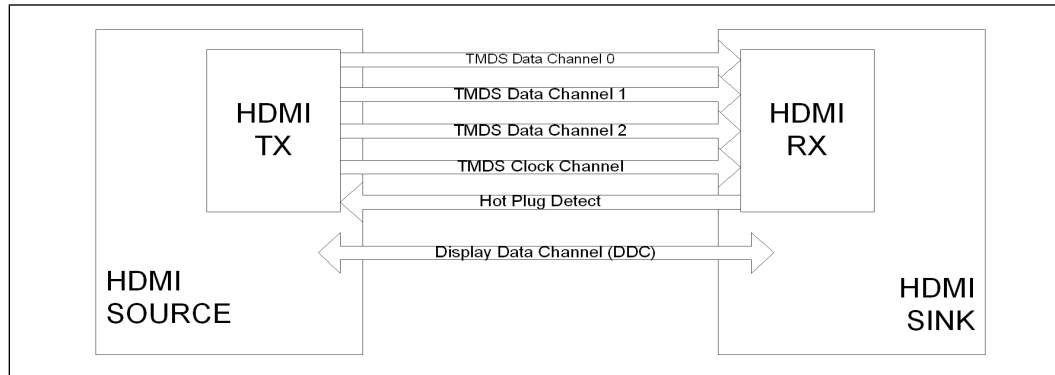 TMDS Data Channel 0
HDMI
TX
TMDS Data Channel 1
HDMI
RX
TMDS Data Channel 2
TMDS Clock Channel
Hot Plug Detect
Display Data Channel (DDC)
HDMI
SOURCE
HDMI
SINK